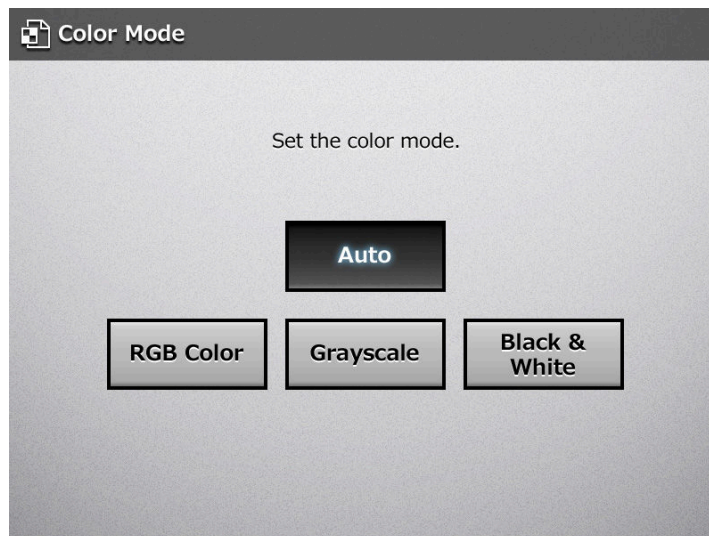 Color Mode
Set the color mode.
Auto
RGB Color
Grayscale
Black &
White